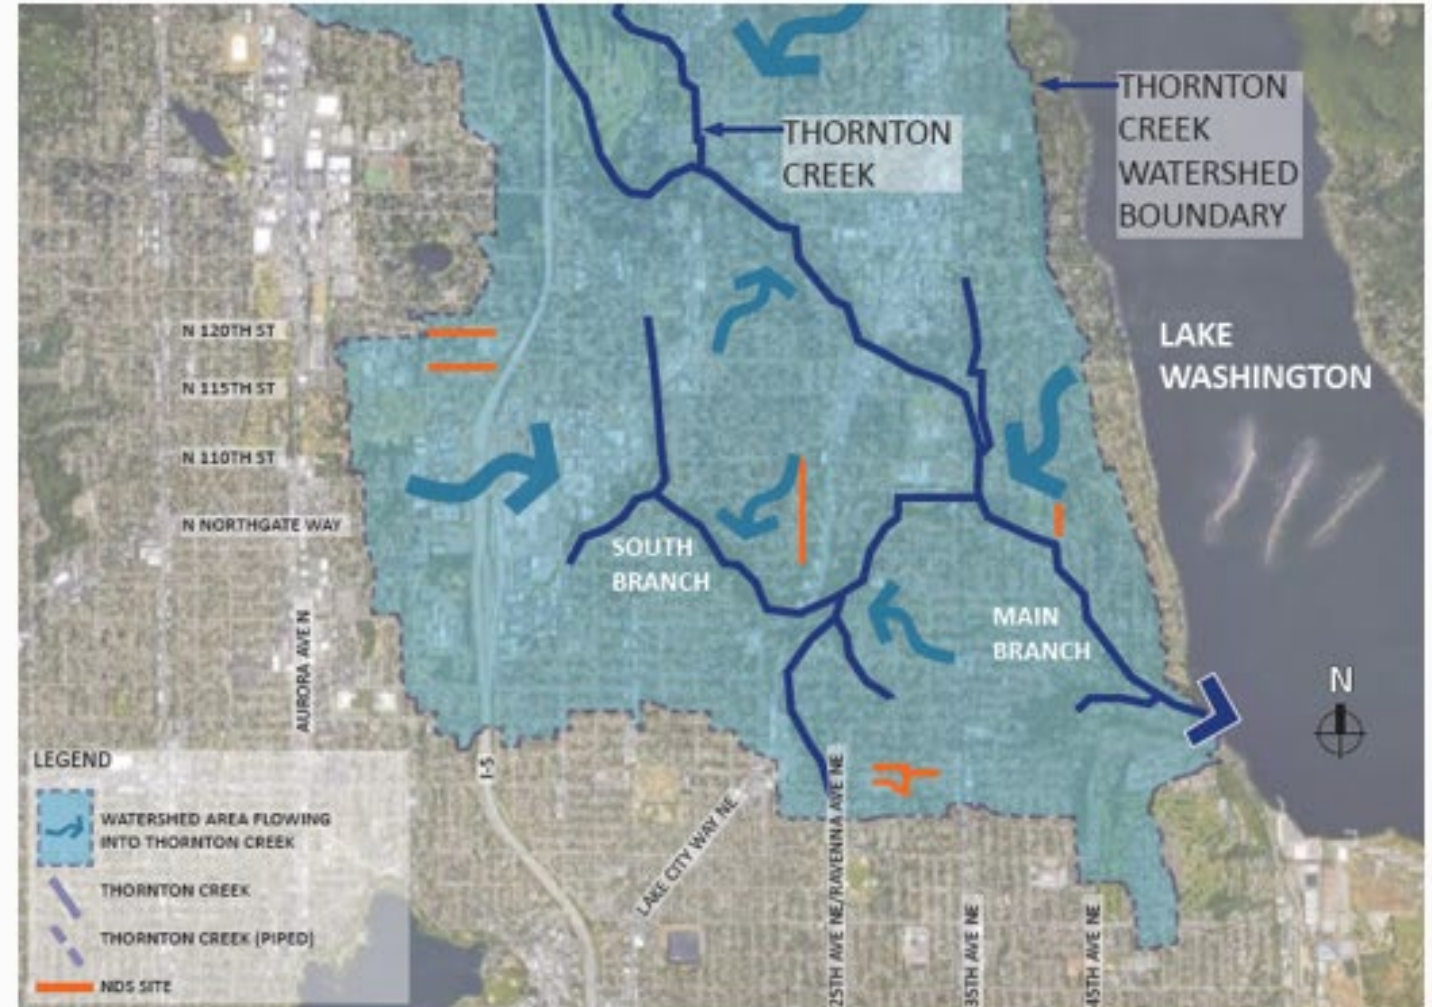 THORNTON
CREEK
WATERSHED
BOUNDARY
THORNTON
CREEK
LAKE
WASHINGTON
N 120TH ST
N 115TH ST
N 110TH ST
N NORTHGATE WAY
SOUTH
BRANCH
MAIN
BRANCH
AURORA AVE N
N
I-5
LAKE CITY WAY NE
25TH AVE NE/RAVENNA AVE NE
35TH AVE NE
45TH AVE NE
LEGEND
WATERSHED AREA FLOWING
INTO THORNTON CREEK
THORNTON CREEK
THORNTON CREEK (PIPED)
NDS SITE